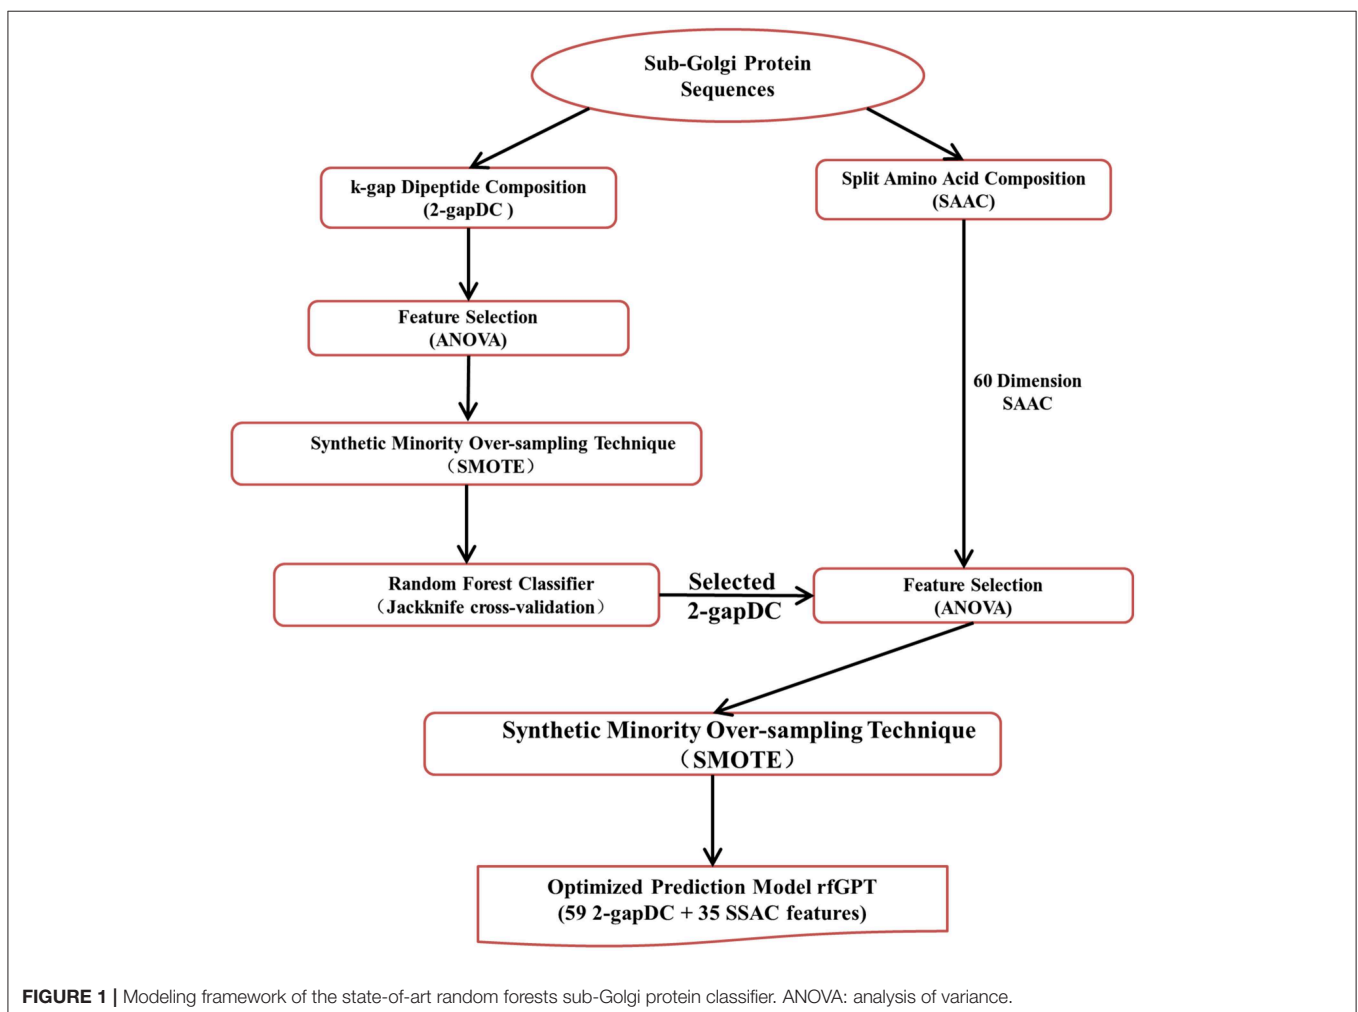 Sub-Golgi Protein
Sequences
k-gap Dipeptide Composition
(2-gapDC )
Split Amino Acid Composition
(SAAC)
Feature Selection
(ANOVA)
60 Dimension
SAAC
Synthetic Minority Over-sampling Technique
（SMOTE）
Random Forest Classifier
（Jackknife cross-validation）
Selected
2-gapDC
Feature Selection
(ANOVA)
Synthetic Minority Over-sampling Technique
（SMOTE）
Optimized Prediction Model rfGPT
(59 2-gapDC + 35 SSAC features)
FIGURE 1 | Modeling framework of the state-of-art random forests sub-Golgi protein classifier. ANOVA: analysis of variance.